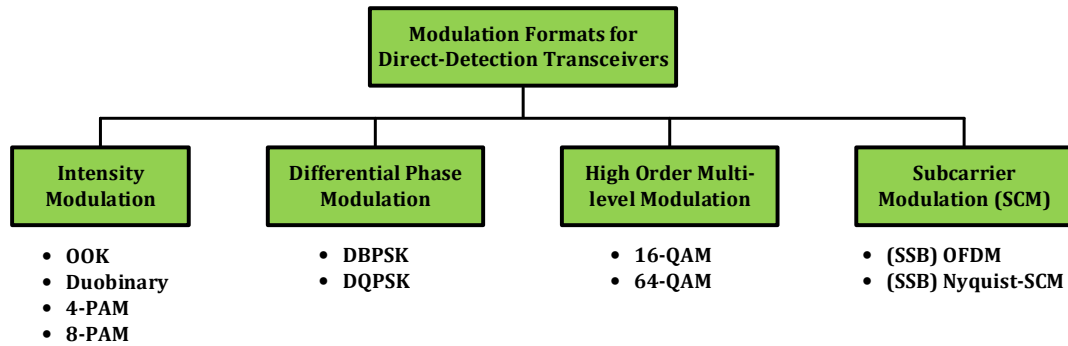 Modulation Formats for
Direct-Detection Transceivers
Intensity
Modulation
• OOK
• Duobinary
• 4-PAM
• 8-PAM
Differential Phase
Modulation
• DBPSK
• DQPSK
High Order Multi-
level Modulation
• 16-QAM
• 64-QAM
Subcarrier
Modulation (SCM)
• (SSB) OFDM
• (SSB) Nyquist-SCM